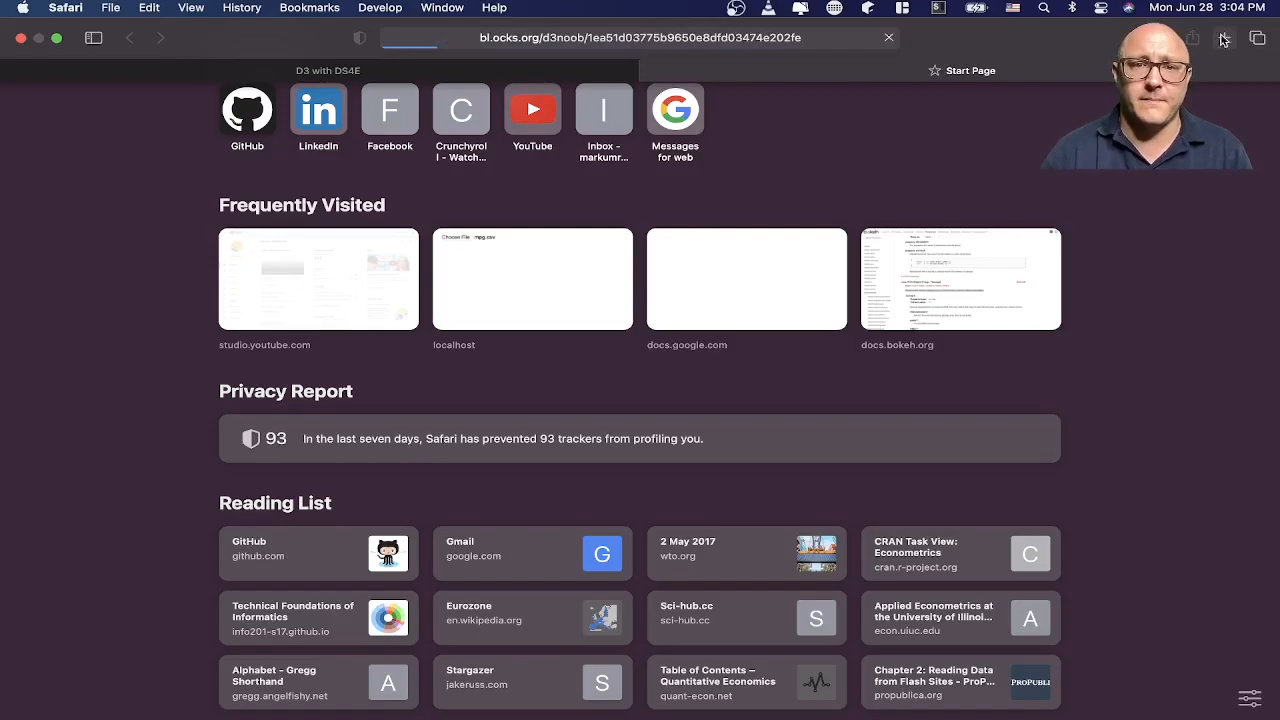 Safari File Edit View History Bookmarks Develop Window Help Mon Jun 28 3:04 PM
bl.ocks.org/d3noob/1ea51d03775b9650e8dfd03474e202fe
D3 with DS4E Start Page
F C I
GitHub LinkedIn Facebook Crunchyrol YouTube Inbox - Messages
l - Watch... markumr... for web
Frequently Visited
Choose File mpg.csv
studio.youtube.com localhost docs.google.com docs.bokeh.org
Privacy Report
93 In the last seven days, Safari has prevented 93 trackers from profiling you.
Reading List
GitHub
github.com
Gmail
google.com
G
2 May 2017
wto.org
CRAN Task View:
Econometrics
cran.r-project.org
C
Technical Foundations of
Informatics
info201-s17.github.io
Eurozone
en.wikipedia.org
Sci-hub.cc
sci-hub.cc
S
Applied Econometrics at
the University of Illinoi...
econ.uiuc.edu
A
Alphabet - Gregg
Shorthand
gregg.angelfishy.net
A
Stargazer
jakeruss.com
S
Table of Contents —
Quantitative Economics
quant-econ.net
Chapter 2: Reading Data
from Flash Sites - ProP...
propublica.org
PROPUBLI